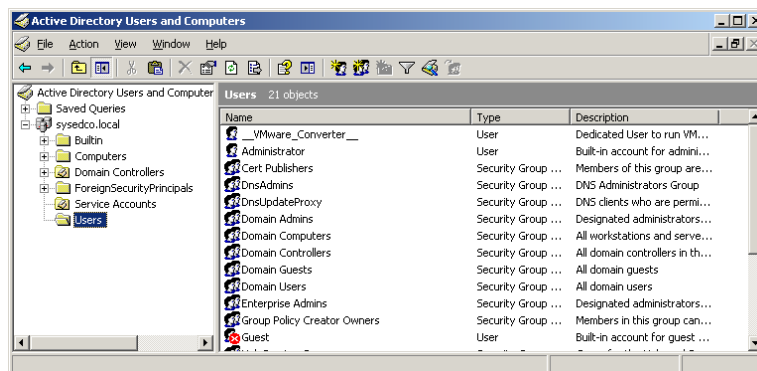 Active Directory Users and Computers
File Action View Window Help
Active Directory Users and Computer
Saved Queries
sysedco.local
Builtin
Computers
Domain Controllers
ForeignSecurityPrincipals
Service Accounts
Users
Users 21 objects
Name Type Description
__VMware_Converter__ User Dedicated User to run VM...
Administrator User Built-in account for admini...
Cert Publishers Security Group ... Members of this group are...
DnsAdmins Security Group ... DNS Administrators Group
DnsUpdateProxy Security Group ... DNS clients who are permi...
Domain Admins Security Group ... Designated administrators...
Domain Computers Security Group ... All workstations and serve...
Domain Controllers Security Group ... All domain controllers in th...
Domain Guests Security Group ... All domain guests
Domain Users Security Group ... All domain users
Enterprise Admins Security Group ... Designated administrators...
Group Policy Creator Owners Security Group ... Members in this group can...
Guest User Built-in account for guest ...